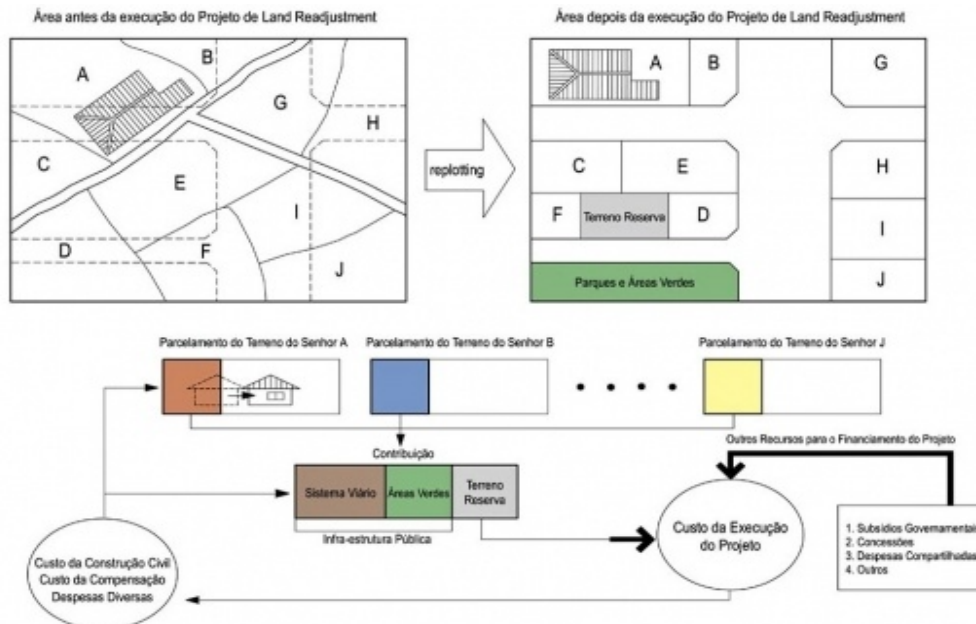 Área antes da execução do Projeto de Land Readjustment
Área depois da execução do Projeto de Land Readjustment
A
B
G
H
C
E
I
D
F
J
replotting
A
B
G
C
E
H
F
Terreno Reserva
D
I
Parques e Áreas Verdes
J
Parcelamento do Terreno do Senhor A
Parcelamento do Terreno do Senhor B
Parcelamento do Terreno do Senhor J
Contribuição
Outros Recursos para o Financiamento do Projeto
Sistema Viário
Áreas Verdes
Terreno
Reserva
Infra-estrutura Pública
Custo da Execução
do Projeto
1. Subsídios Governamentais
2. Concessões
3. Despesas Compartilhadas
4. Outros
Custo da Construção Civil
Custo da Compensação
Despesas Diversas